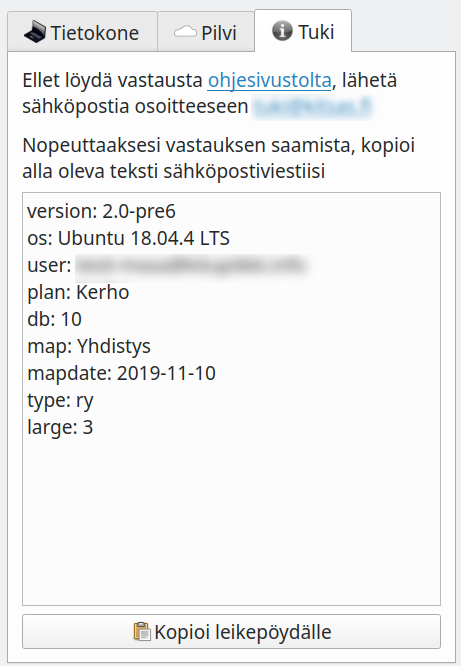 Tietokone
Pilvi
Tuki
Ellet löydä vastausta ohjesivustolta, lähetä
sähköpostia osoitteeseen
Nopeuttaaksesi vastauksen saamista, kopioi
alla oleva teksti sähköpostiviestiisi
version: 2.0-pre6
os: Ubuntu 18.04.4 LTS
user:
plan: Kerho
db: 10
map: Yhdistys
mapdate: 2019-11-10
type: ry
large: 3
Kopioi leikepöydälle